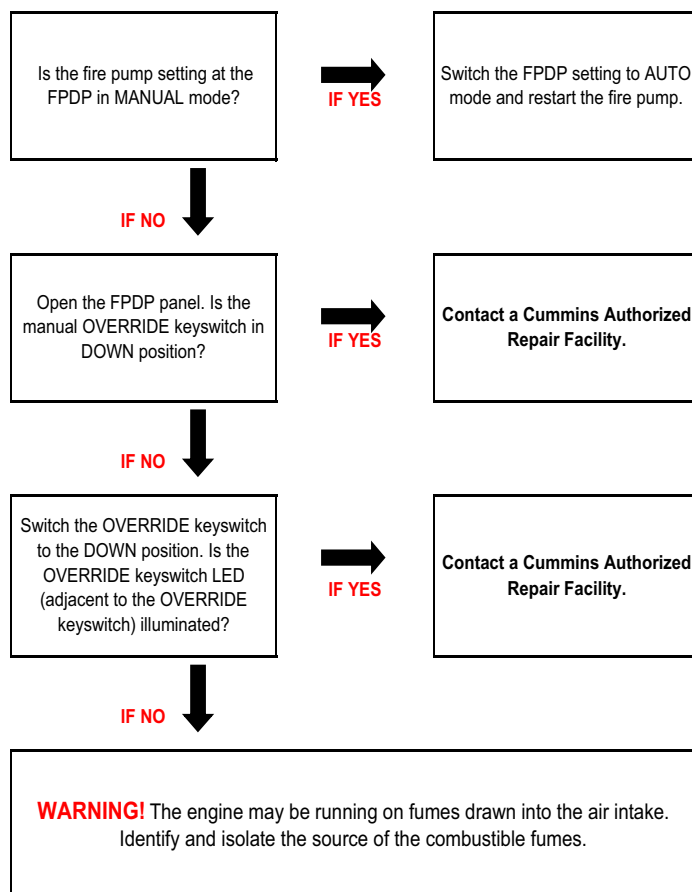 Is the fire pump setting at the
FPDP in MANUAL mode?
IF YES
Switch the FPDP setting to AUTO
mode and restart the fire pump.
IF NO
Open the FPDP panel. Is the
manual OVERRIDE keyswitch in
DOWN position?
IF YES
Contact a Cummins Authorized
Repair Facility.
IF NO
Switch the OVERRIDE keyswitch
to the DOWN position. Is the
OVERRIDE keyswitch LED
(adjacent to the OVERRIDE
keyswitch) illuminated?
IF YES
Contact a Cummins Authorized
Repair Facility.
IF NO
WARNING! The engine may be running on fumes drawn into the air intake.
Identify and isolate the source of the combustible fumes.